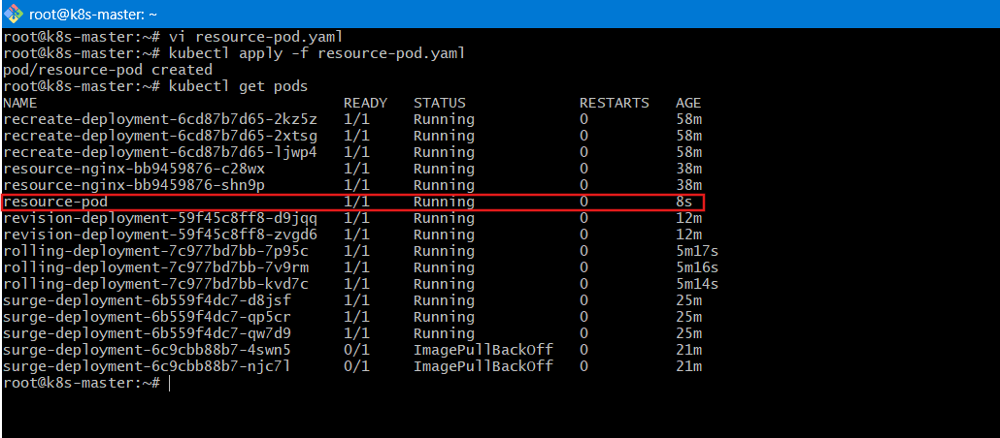 root@k8s-master: ~
root@k8s-master:~# vi resource-pod.yaml
root@k8s-master:~# kubectl apply -f resource-pod.yaml
pod/resource-pod created
root@k8s-master:~# kubectl get pods
NAME READY STATUS RESTARTS AGE
recreate-deployment-6cd87b7d65-2kz5z 1/1 Running 0 58m
recreate-deployment-6cd87b7d65-2xtsg 1/1 Running 0 58m
recreate-deployment-6cd87b7d65-ljwp4 1/1 Running 0 58m
resource-nginx-bb9459876-c28wx 1/1 Running 0 38m
resource-nginx-bb9459876-shn9p 1/1 Running 0 38m
resource-pod 1/1 Running 0 8s
revision-deployment-59f45c8ff8-d9jqq 1/1 Running 0 12m
revision-deployment-59f45c8ff8-zvgd6 1/1 Running 0 12m
rolling-deployment-7c977bd7bb-7p95c 1/1 Running 0 5m17s
rolling-deployment-7c977bd7bb-7v9rm 1/1 Running 0 5m16s
rolling-deployment-7c977bd7bb-kvd7c 1/1 Running 0 5m14s
surge-deployment-6b559f4dc7-d8jsf 1/1 Running 0 25m
surge-deployment-6b559f4dc7-qp5cr 1/1 Running 0 25m
surge-deployment-6b559f4dc7-qw7d9 1/1 Running 0 25m
surge-deployment-6c9cbb88b7-4swn5 0/1 ImagePullBackOff 0 21m
surge-deployment-6c9cbb88b7-njc7l 0/1 ImagePullBackOff 0 21m
root@k8s-master:~#